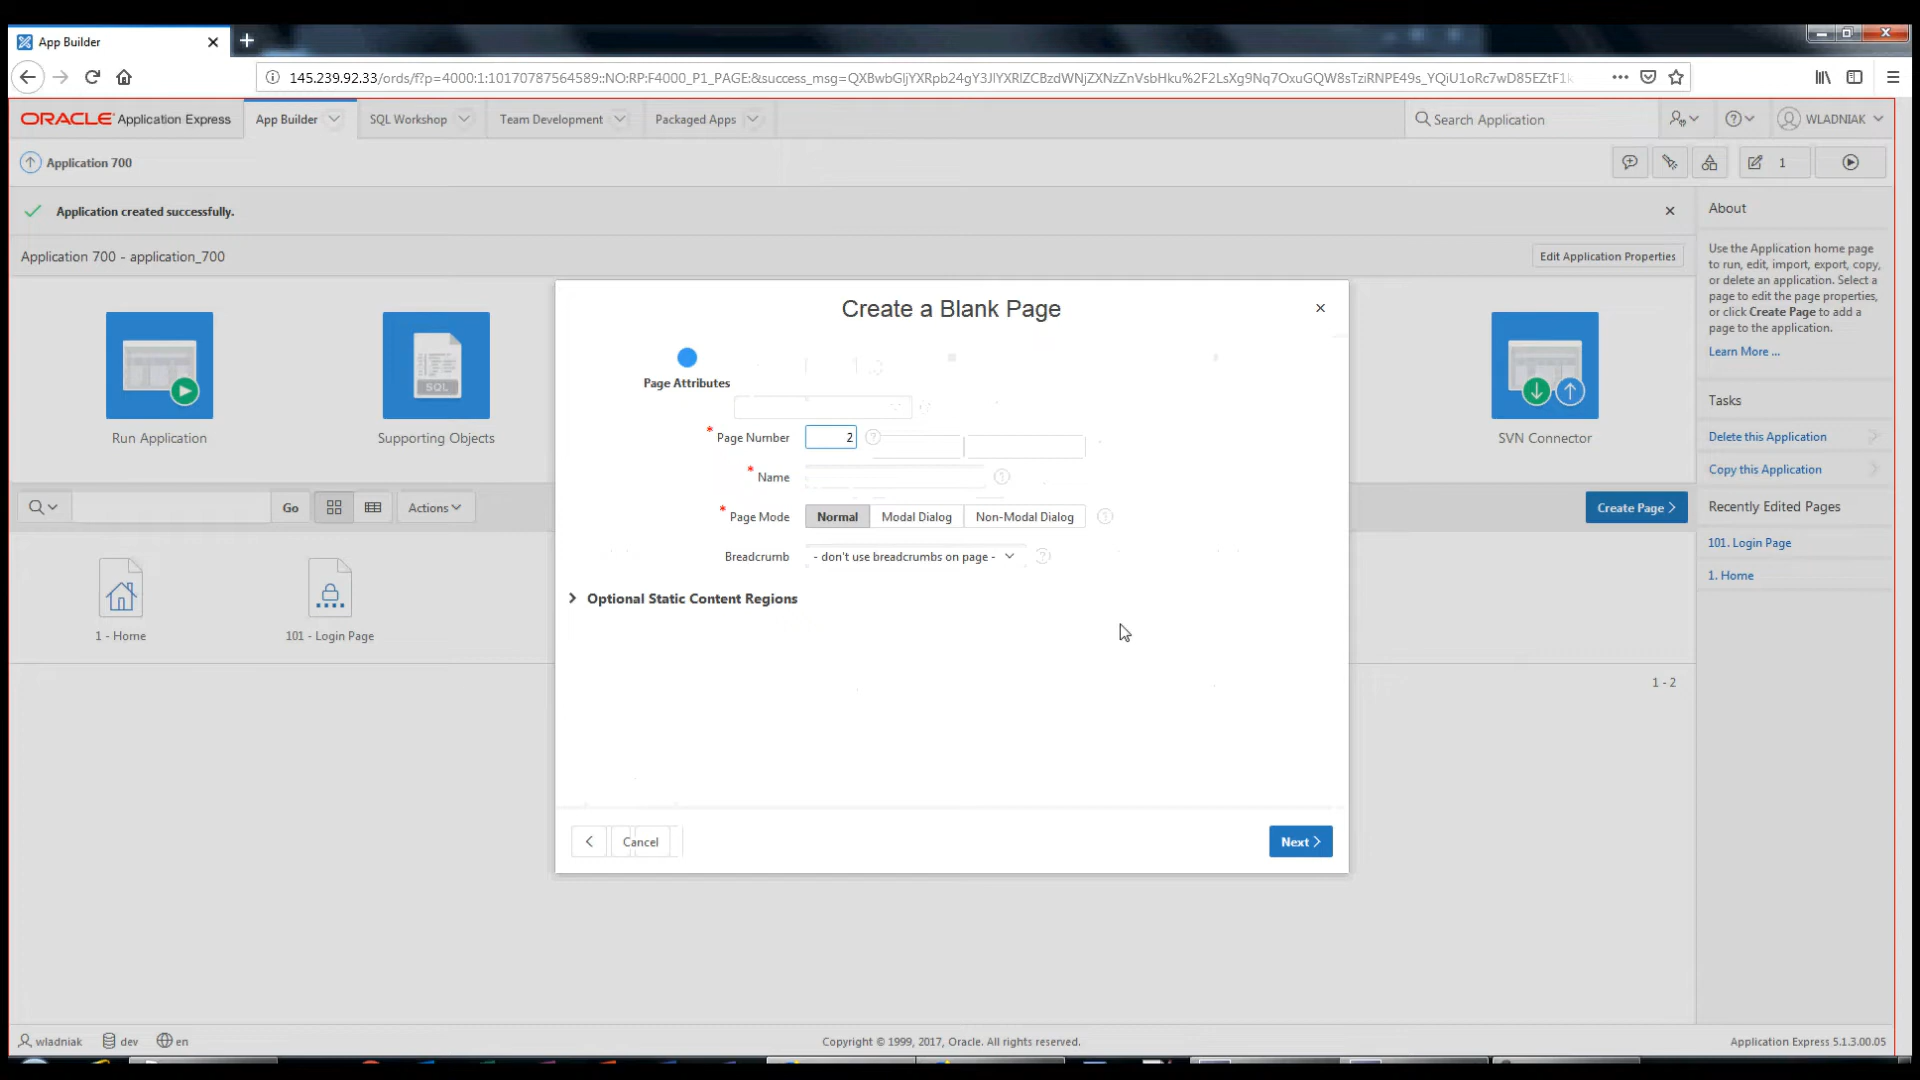 App Builder
145.239.92.33/ords/f?p=4000:1:10170787564589::NO:RP:F4000_P1_PAGE:&success_msg=
ORACLE Application Express
App Builder
SQL Workshop
Team Development
Packaged Apps
Search Application
WLADNIAK
Application 700
1
Application created successfully.
Application 700 - application_700
Edit Application Properties
About
Use the Application home page
to run, edit, import, export, copy,
or delete an application. Select a
page to edit the page properties,
or click Create Page to add a
page to the application.
Learn More ...
Run Application
SQL
Supporting Objects
SVN Connector
Tasks
Delete this Application
Copy this Application
Go
Actions
Create Page
Recently Edited Pages
101. Login Page
1. Home
1 - Home
101 - Login Page
1 - 2
Create a Blank Page
Page Attributes
* Page Number
2
* Name
* Page Mode
Normal
Modal Dialog
Non-Modal Dialog
Breadcrumb
- don't use breadcrumbs on page -
Optional Static Content Regions
Cancel
Next
wladniak
dev
en
Copyright © 1999, 2017, Oracle. All rights reserved.
Application Express 5.1.3.00.05